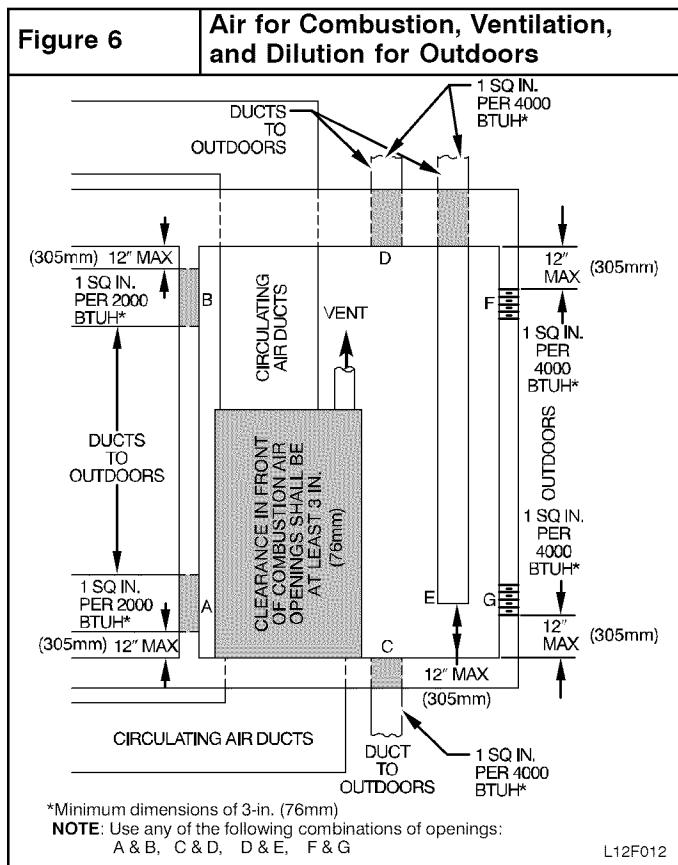 Figure 6
Air for Combustion, Ventilation,
and Dilution for Outdoors
DUCTS
TO
OUTDOORS
1 SQ IN.
PER 4000
BTUH*
(305mm)
12" MAX
1 SQ IN.
PER 2000
BTUH*
B
CIRCULATING
AIR DUCTS
VENT
D
F
12"
MAX
(305mm)
1 SQ IN.
PER
4000
BTUH*
DUCTS
TO
OUTDOORS
CLEARANCE IN FRONT
OF COMBUSTION AIR
OPENINGS SHALL BE
AT LEAST 3 IN.
(76mm)
OUTDOORS
1 SQ IN.
PER
4000
BTUH*
1 SQ IN.
PER 2000
BTUH*
A
E
G
(305mm)
12" MAX
C
12" MAX
(305mm)
12"
MAX
(305mm)
CIRCULATING AIR DUCTS
DUCT
TO
OUTDOORS
1 SQ IN.
PER 4000
BTUH*
*Minimum dimensions of 3-in. (76mm)
NOTE: Use any of the following combinations of openings:
A & B, C & D, D & E, F & G
L12F012